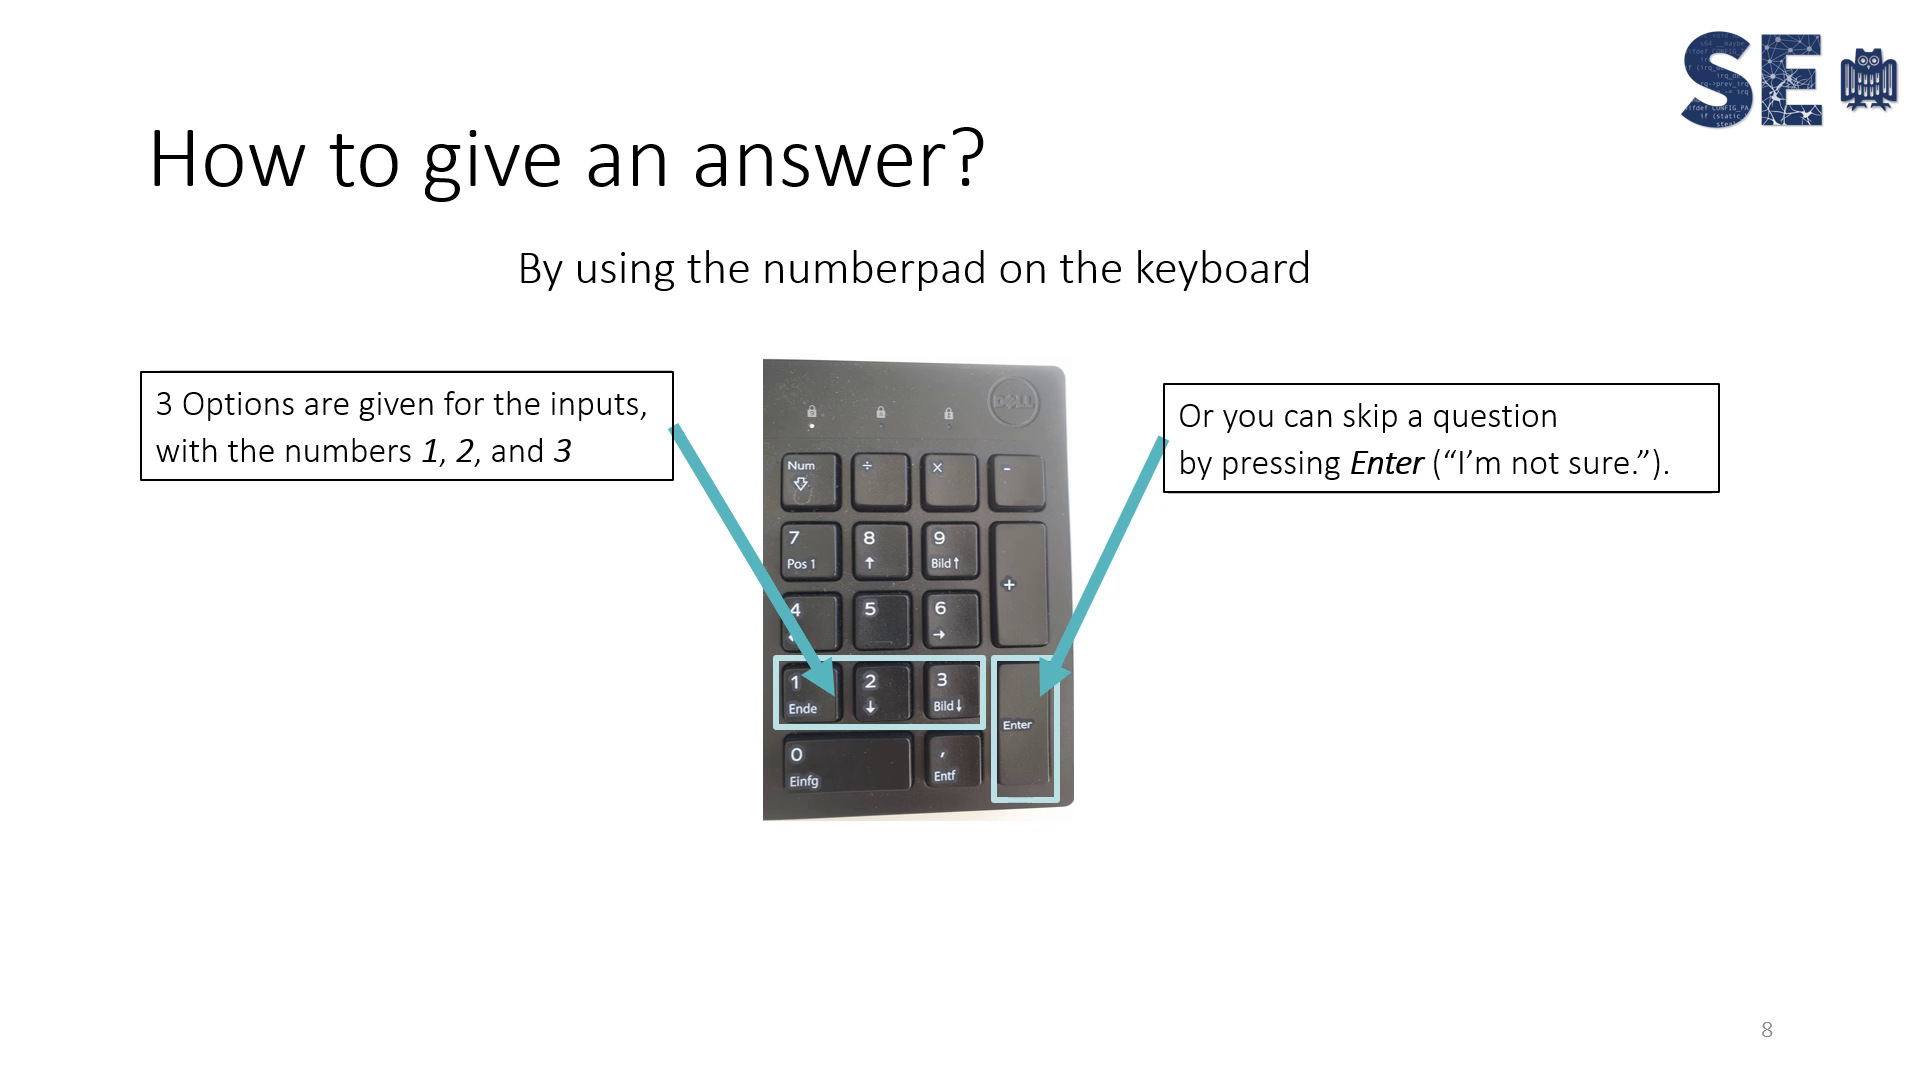 SE
How to give an answer?
By using the numberpad on the keyboard
3 Options are given for the inputs,
with the numbers 1, 2, and 3
Or you can skip a question
by pressing Enter (“I’m not sure.”).
DELL
Num ÷ × -
7 8 9
Pos 1 ↑ Bild ↑
+
4 5 6
→
1 2 3
Ende ↓ Bild ↓
Enter
0 ,
Einfg Entf
8